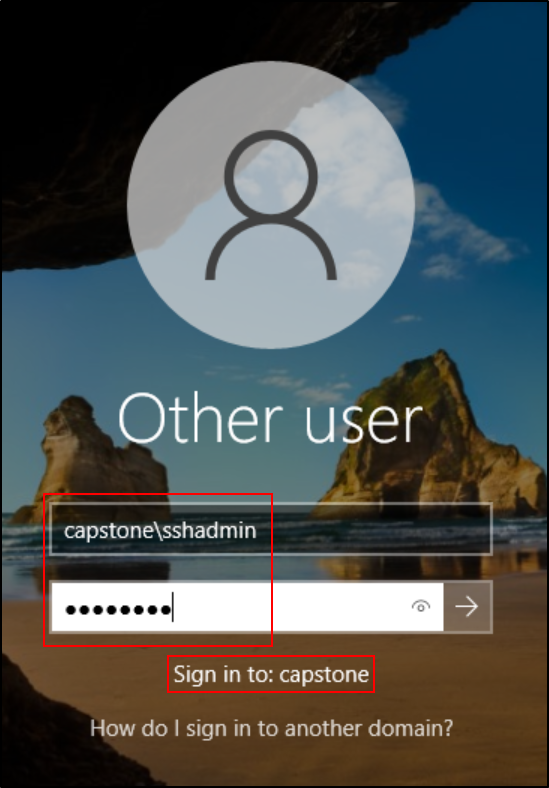 Other user
capstone\sshadmin
●●●●●●●●
Sign in to: capstone
How do I sign in to another domain?